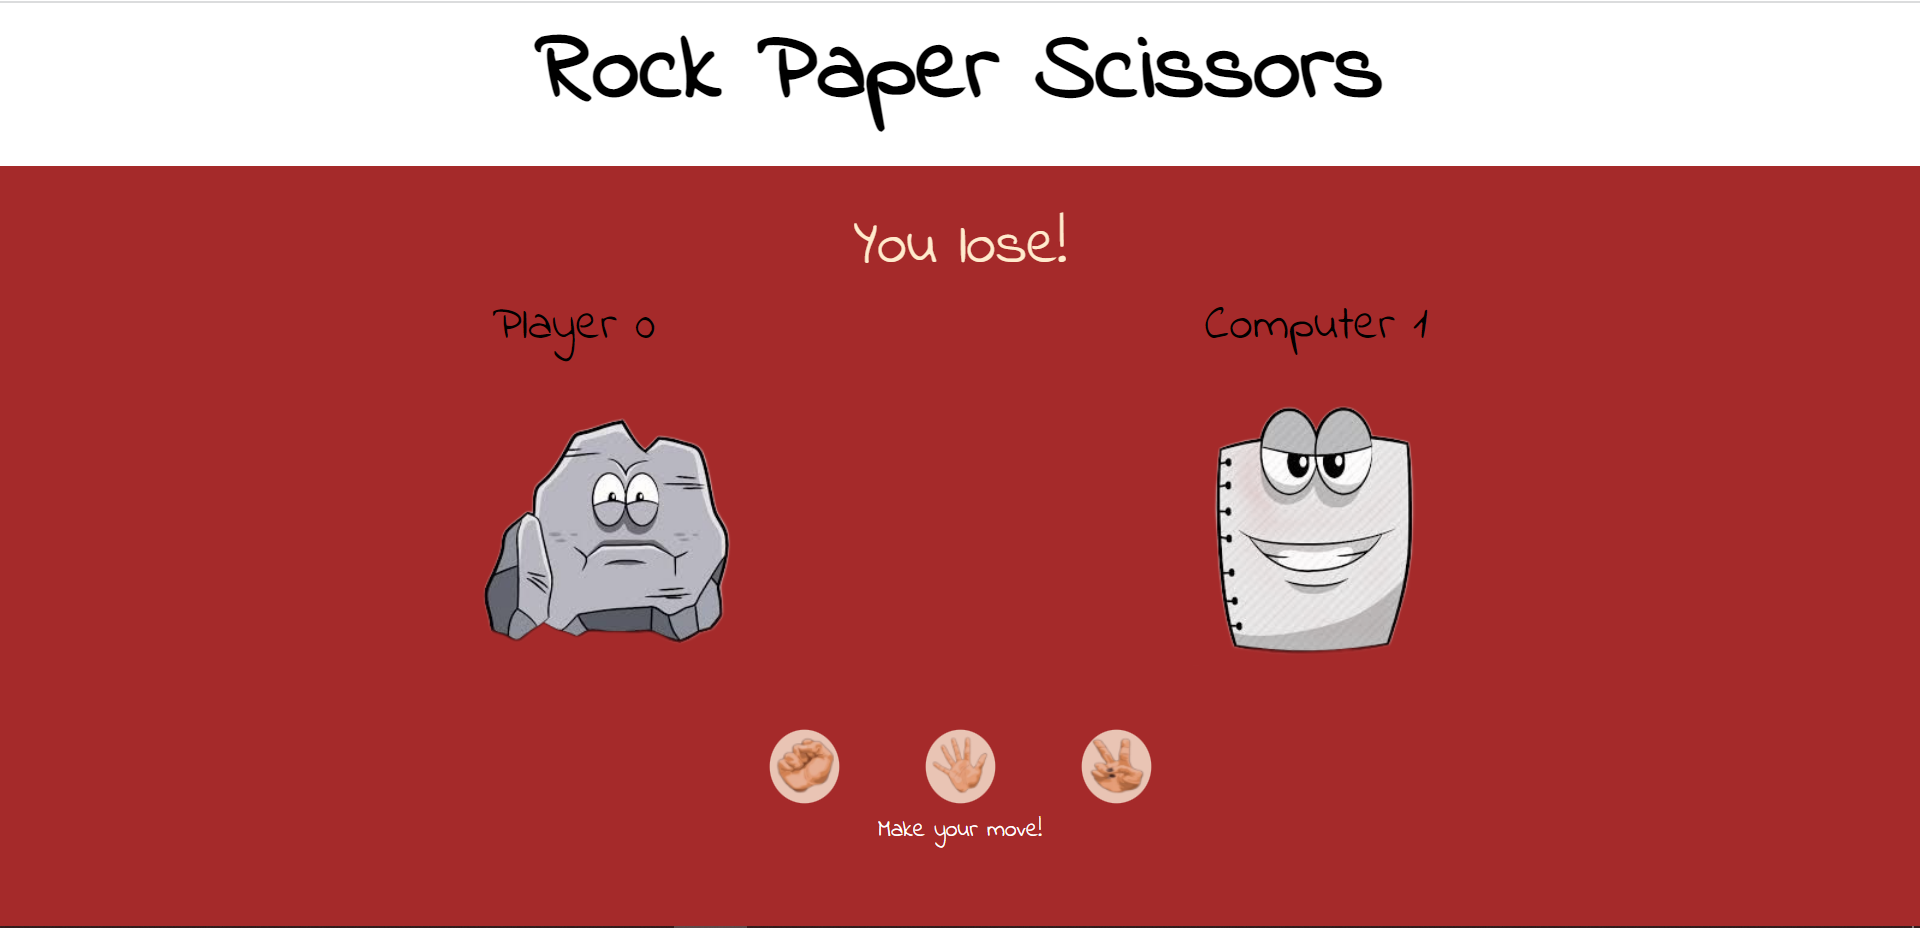 Rock Paper Scissors
You lose!
Player 0
Computer 1
Make your move!